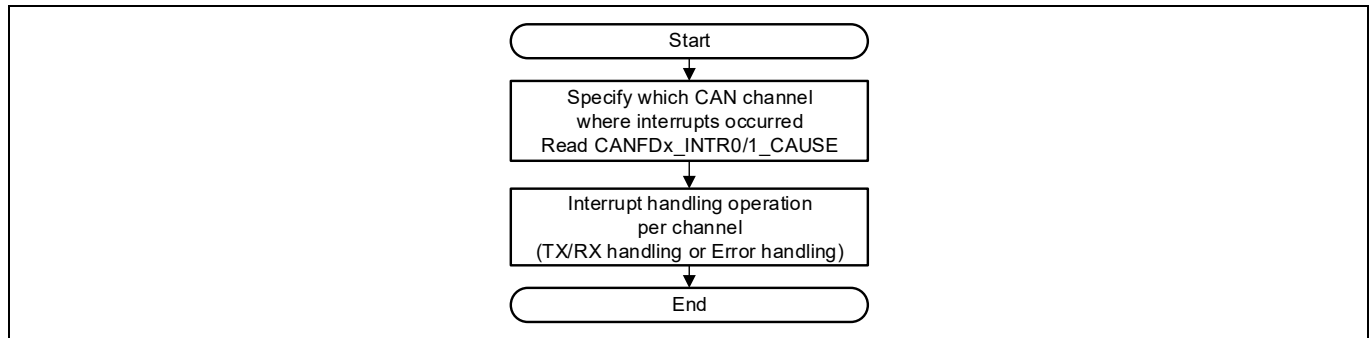 Start
Specify which CAN channel
where interrupts occurred
Read CANFDx_INTR0/1_CAUSE
Interrupt handling operation
per channel
(TX/RX handling or Error handling)
End